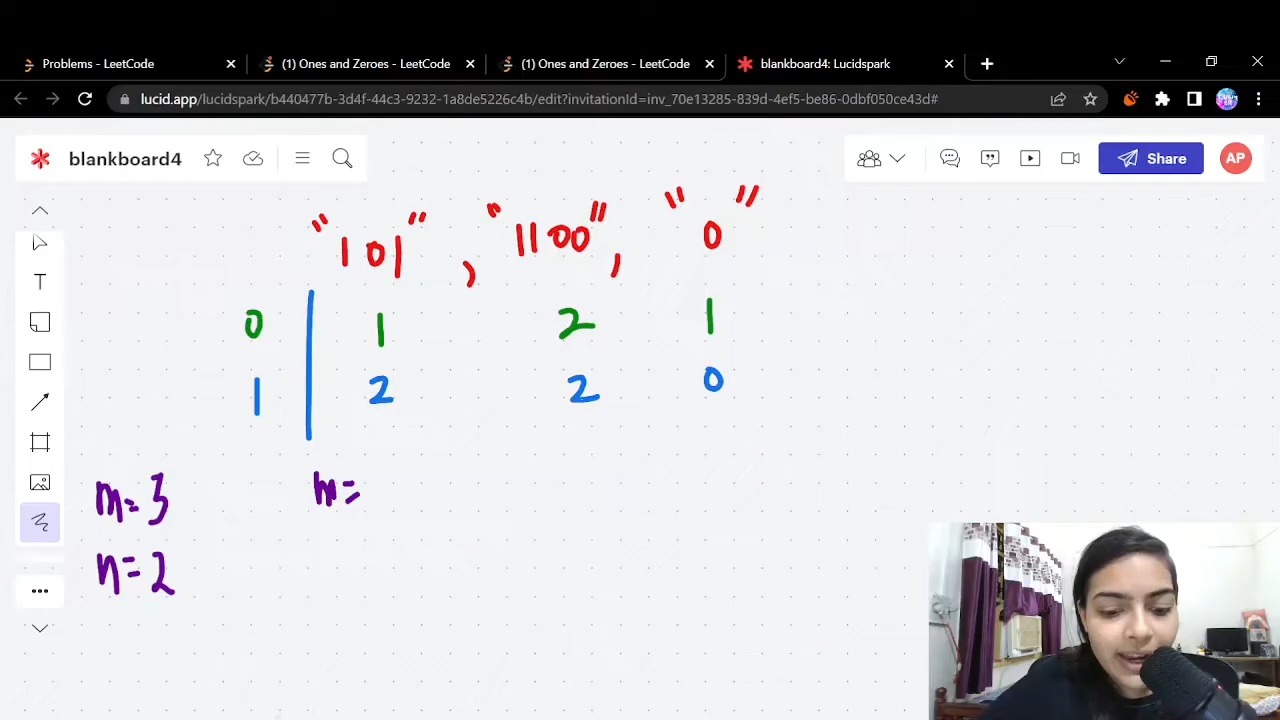 Problems - LeetCode
(1) Ones and Zeroes - LeetCode
(1) Ones and Zeroes - LeetCode
blankboard4: Lucidspark
lucid.app/lucidspark/b440477b-3d4f-44c3-9232-1a8de5226c4b/edit?invitationId=inv_70e13285-839d-4ef5-be86-0dbf050ce43d#
blankboard4
Share
AP
T
"101" , "1100" , "0"
0 | 1 2 1
1 | 2 2 0
m=3 m=
n=2